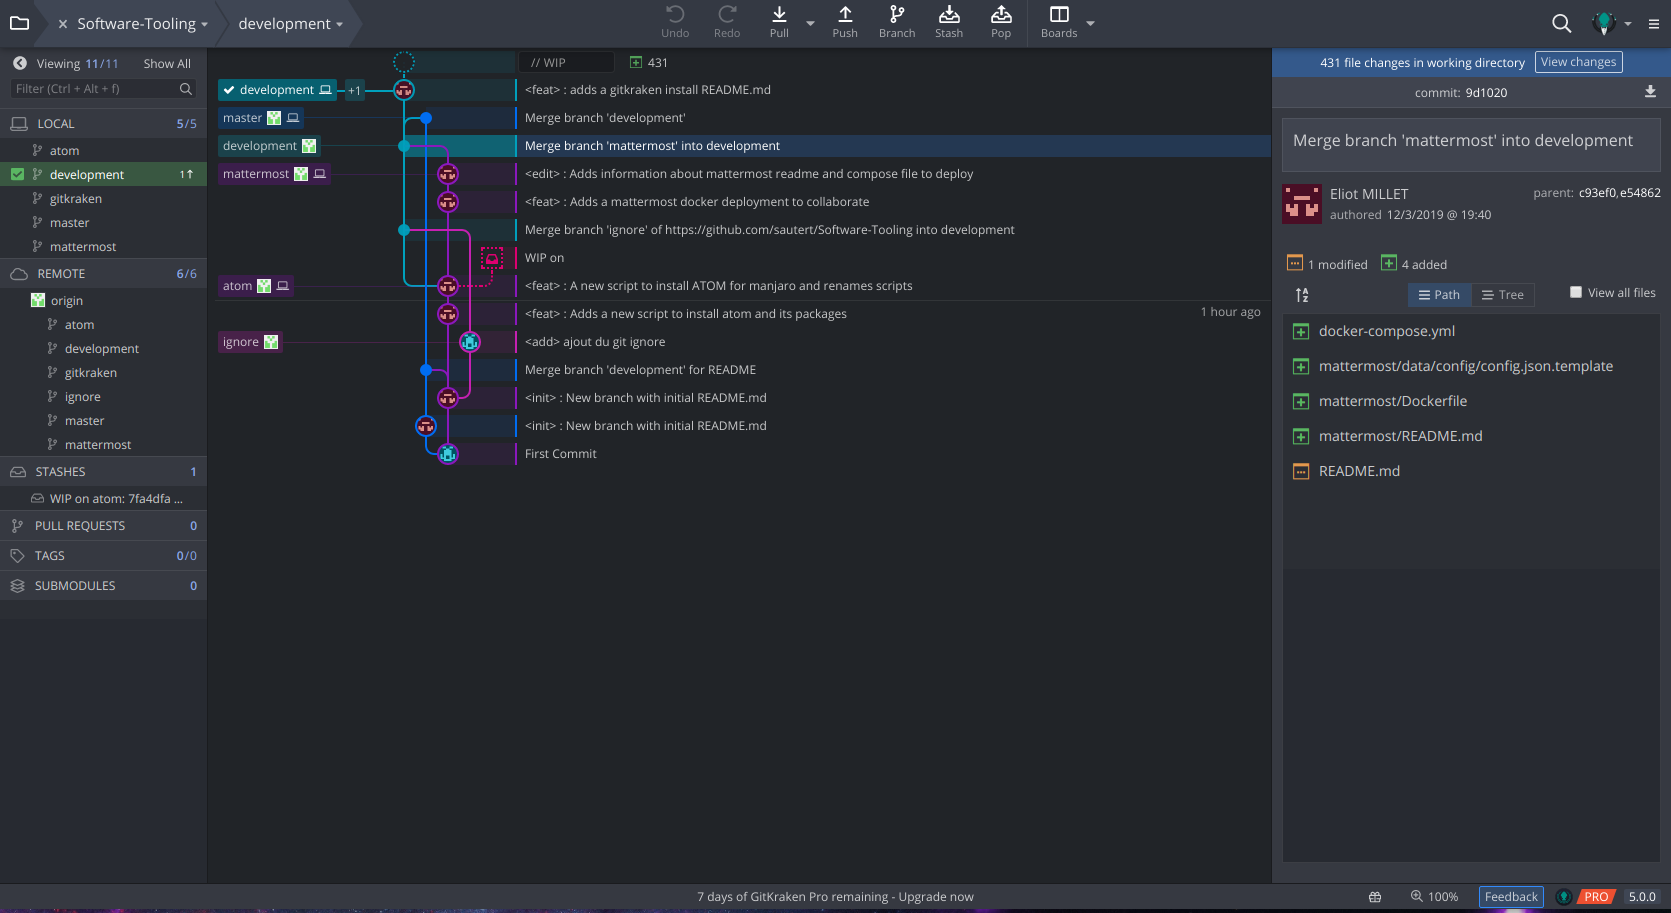 Software-Tooling
development
Undo
Redo
Pull
Push
Branch
Stash
Pop
Boards
Viewing 11/11 Show All
Filter (Ctrl + Alt + f)
LOCAL 5/5
atom
development 1
gitkraken
master
mattermost
REMOTE 6/6
origin
atom
development
gitkraken
ignore
master
mattermost
STASHES 1
WIP on atom: 7fa4dfa ...
PULL REQUESTS 0
TAGS 0/0
SUBMODULES 0
// WIP 431
development +1 <feat> : adds a gitkraken install README.md
master Merge branch 'development'
development Merge branch 'mattermost' into development
mattermost <edit> : Adds information about mattermost readme and compose file to deploy
<feat> : Adds a mattermost docker deployment to collaborate
Merge branch 'ignore' of https://github.com/sautert/Software-Tooling into development
WIP on
atom <feat> : A new script to install ATOM for manjaro and renames scripts
<feat> : Adds a new script to install atom and its packages 1 hour ago
ignore <add> ajout du git ignore
Merge branch 'development' for README
<init> : New branch with initial README.md
<init> : New branch with initial README.md
First Commit
431 file changes in working directory View changes
commit: 9d1020
Merge branch 'mattermost' into development
Eliot MILLET parent: c93ef0,e54862
authored 12/3/2019 @ 19:40
1 modified 4 added
Path Tree View all files
docker-compose.yml
mattermost/data/config/config.json.template
mattermost/Dockerfile
mattermost/README.md
README.md
7 days of GitKraken Pro remaining - Upgrade now
100% Feedback PRO 5.0.0